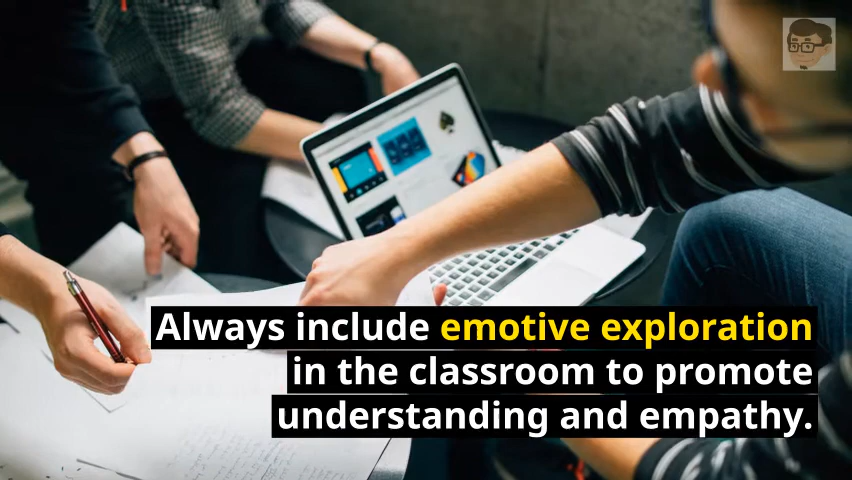 Always include emotive exploration
in the classroom to promote
understanding and empathy.